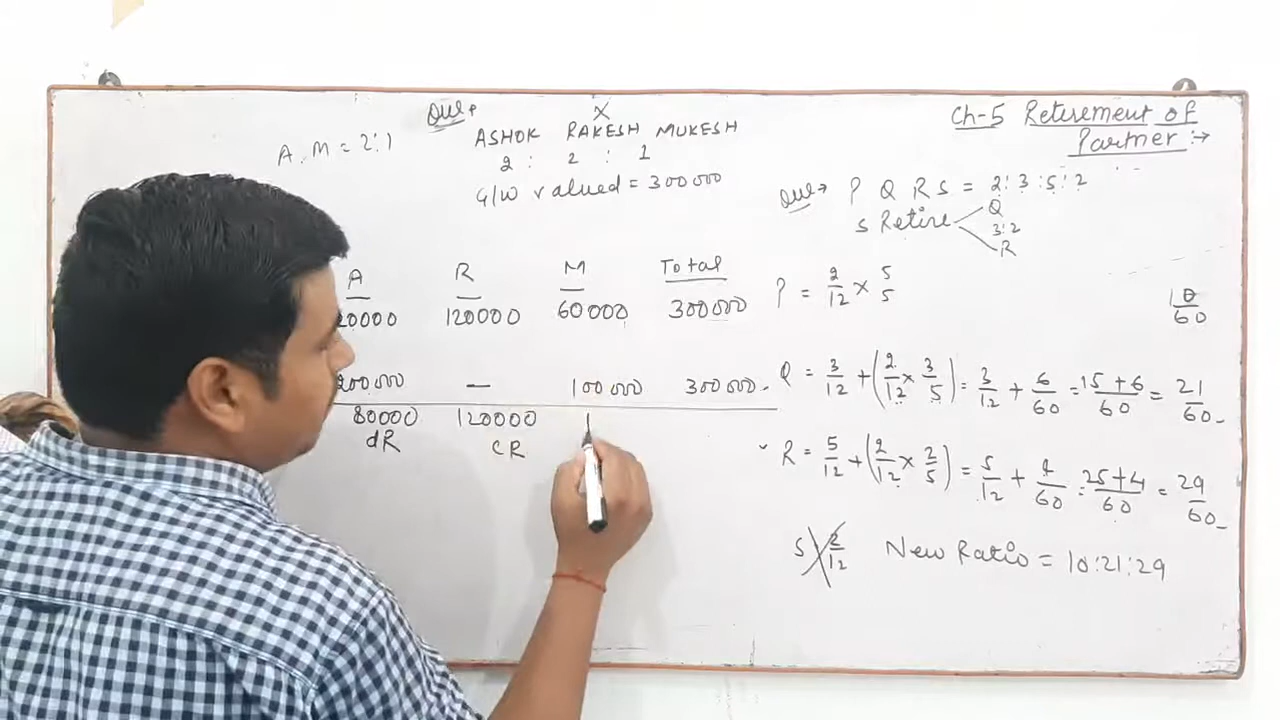 Que→
X
ASHOK RAKESH MUKESH
2 : 2 : 1
A, M = 2:1
G/W valued = 300000
A R M Total
20000 120000 60000 300000
200000 — 100000 300000
80000 120000 1
dR CR
Ch-5 Retirement of
Partner :→
Que→ P Q R S = 2:3:5:2
S Retire
Q
3:2
R
P = 2/12 × 5/5
10/60
Q = 3/12 + (2/12 × 3/5) = 3/12 + 6/60 = 15+6/60 = 21/60
R = 5/12 + (2/12 × 2/5) = 5/12 + 4/60 = 25+4/60 = 29/60
S 2/12 New Ratio = 10:21:29